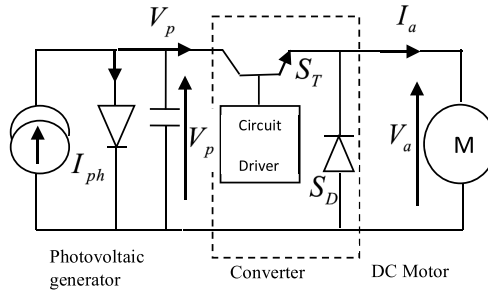 V_p
I_a
S_T
V_p
V_a
I_ph
Circuit
Driver
M
S_D
Photovoltaic
generator
Converter
DC Motor